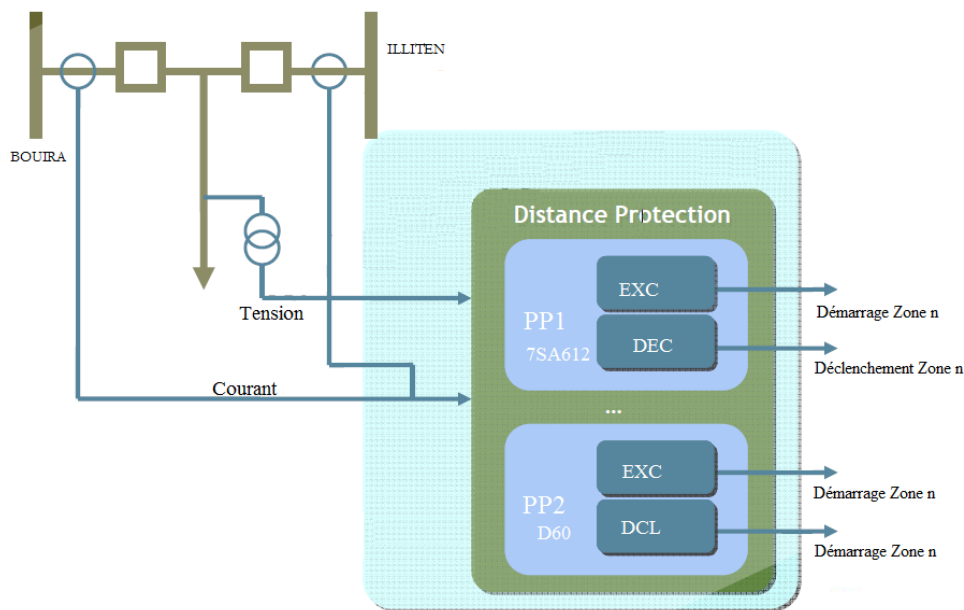 ILLITEN
BOUIRA
Distance Protection
EXC
PP1
7SA612
DEC
Démarrage Zone n
Déclenchement Zone n
Tension
Courant
...
EXC
PP2
D60
DCL
Démarrage Zone n
Démarrage Zone n